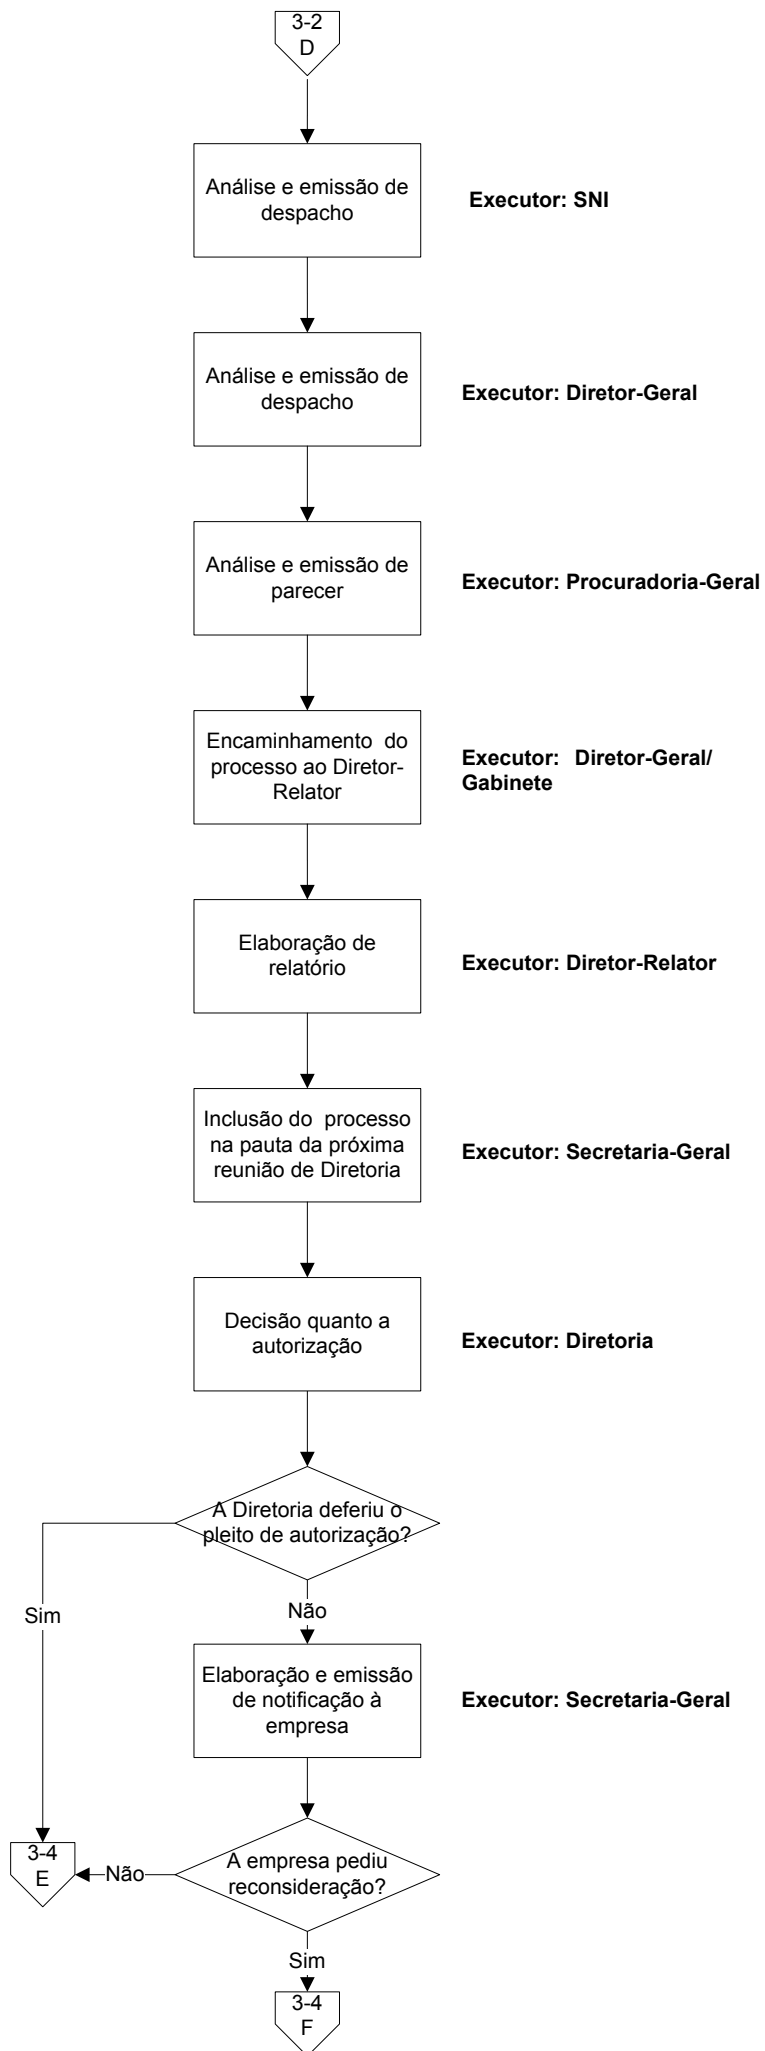 3-2
D
Análise e emissão de
despacho
Executor: SNI
Análise e emissão de
despacho
Executor: Diretor-Geral
Análise e emissão de
parecer
Executor: Procuradoria-Geral
Encaminhamento do
processo ao Diretor-
Relator
Executor: Diretor-Geral/
Gabinete
Elaboração de
relatório
Executor: Diretor-Relator
Inclusão do processo
na pauta da próxima
reunião de Diretoria
Executor: Secretaria-Geral
Decisão quanto a
autorização
Executor: Diretoria
A Diretoria deferiu o
pleito de autorização?
Sim
Não
Elaboração e emissão
de notificação à
empresa
Executor: Secretaria-Geral
3-4
E
Não
A empresa pediu
reconsideração?
Sim
3-4
F